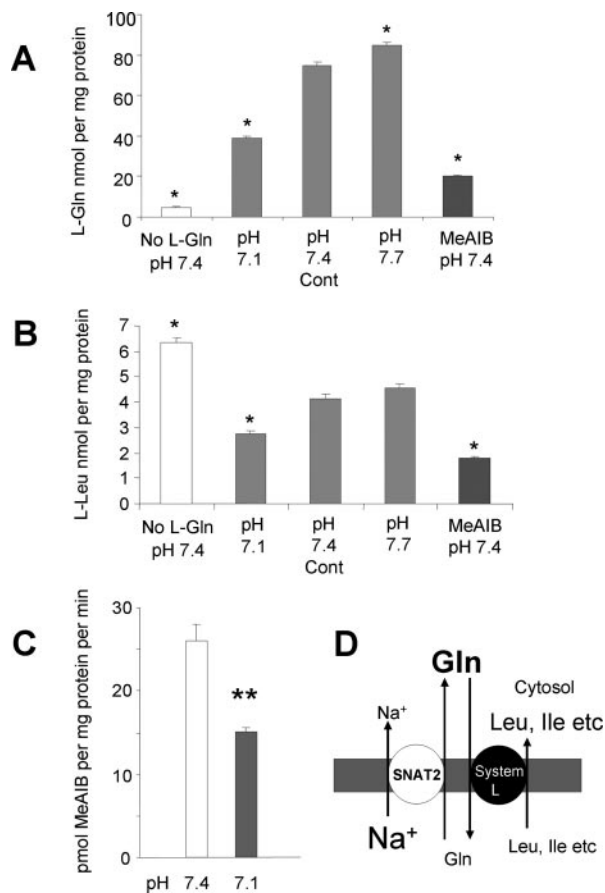 A
L-Gln nmol per mg protein
100
80
60
40
20
0
*
*
*
*
No L-Gln
pH 7.4
pH
7.1
pH
7.4
Cont
pH
7.7
MeAIB
pH 7.4
B
L-Leu nmol per mg protein
7
6
5
4
3
2
1
0
*
*
*
No L-Gln
pH 7.4
pH
7.1
pH
7.4
Cont
pH
7.7
MeAIB
pH 7.4
C
pmol MeAIB per mg protein per min
30
20
10
0
**
pH 7.4 7.1
D
Gln
Cytosol
Na+
Leu, Ile etc
SNAT2
System
L
Na+
Gln
Leu, Ile etc